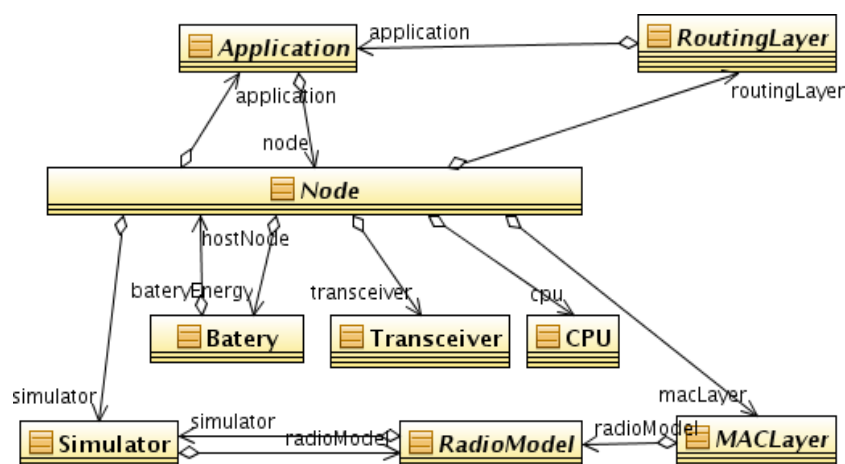 application
Application
RoutingLayer
application
routingLayer
node
Node
hostNode
bateryEnergy
transceiver
cpu
Batery
Transceiver
CPU
simulator
macLayer
simulator
radioModel
radioModel
Simulator
RadioModel
MACLayer